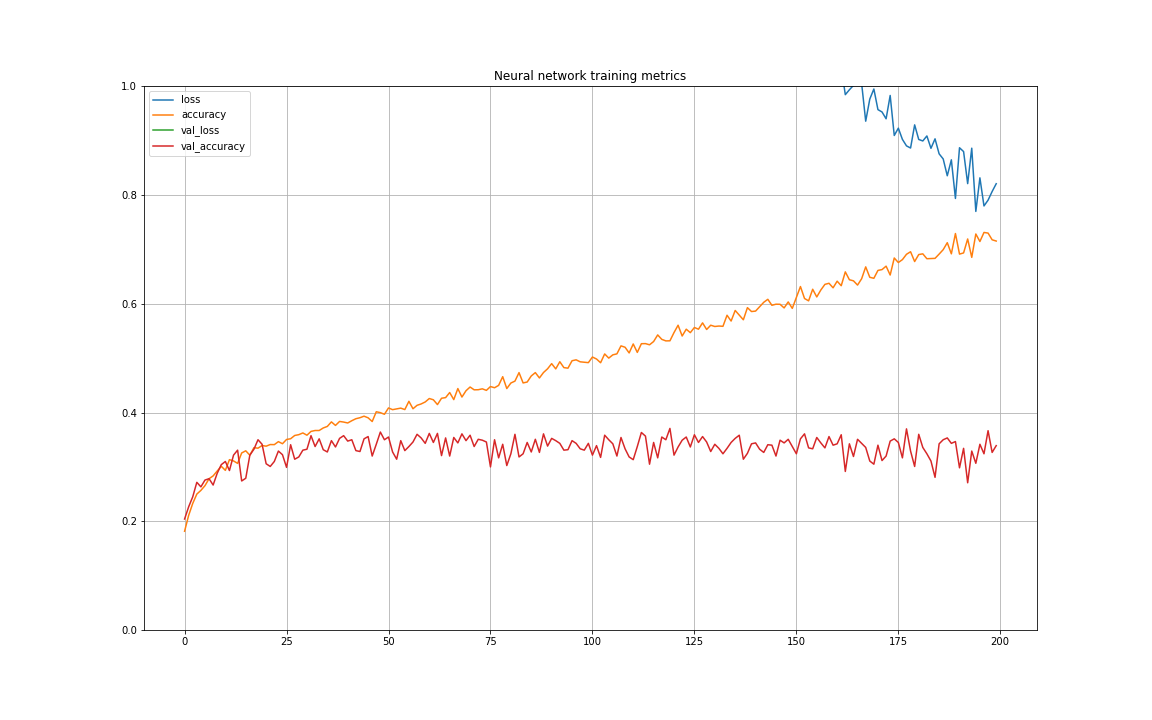 Neural network training metrics
1.0
loss
accuracy
val_loss
val_accuracy
0.8
0.6
0.4
0.2
0.0
0 25 50 75 100 125 150 175 200